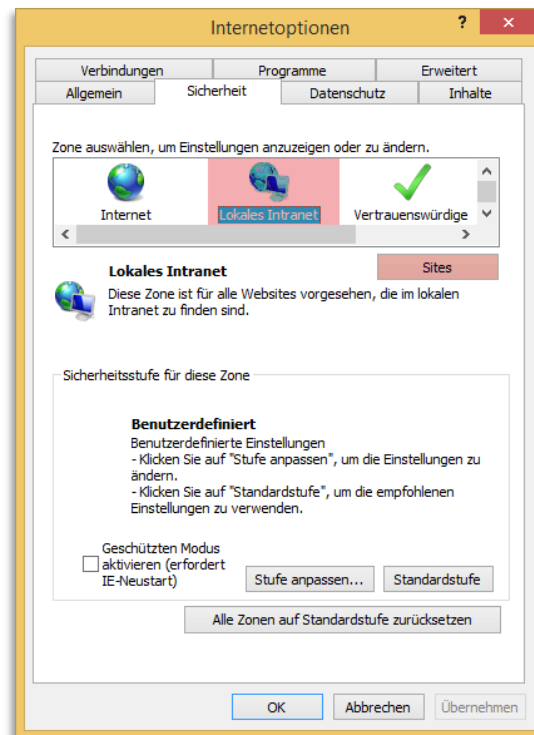 Internetoptionen
?
×
Verbindungen
Programme
Erweitert
Allgemein
Sicherheit
Datenschutz
Inhalte
Zone auswählen, um Einstellungen anzuzeigen oder zu ändern.
Internet
Lokales Intranet
Vertrauenswürdige
Lokales Intranet
Sites
Diese Zone ist für alle Websites vorgesehen, die im lokalen
Intranet zu finden sind.
Sicherheitsstufe für diese Zone
Benutzerdefiniert
Benutzerdefinierte Einstellungen
- Klicken Sie auf "Stufe anpassen", um die Einstellungen zu
ändern.
- Klicken Sie auf "Standardstufe", um die empfohlenen
Einstellungen zu verwenden.
Geschützten Modus
aktivieren (erfordert
IE-Neustart)
Stufe anpassen...
Standardstufe
Alle Zonen auf Standardstufe zurücksetzen
OK
Abbrechen
Übernehmen